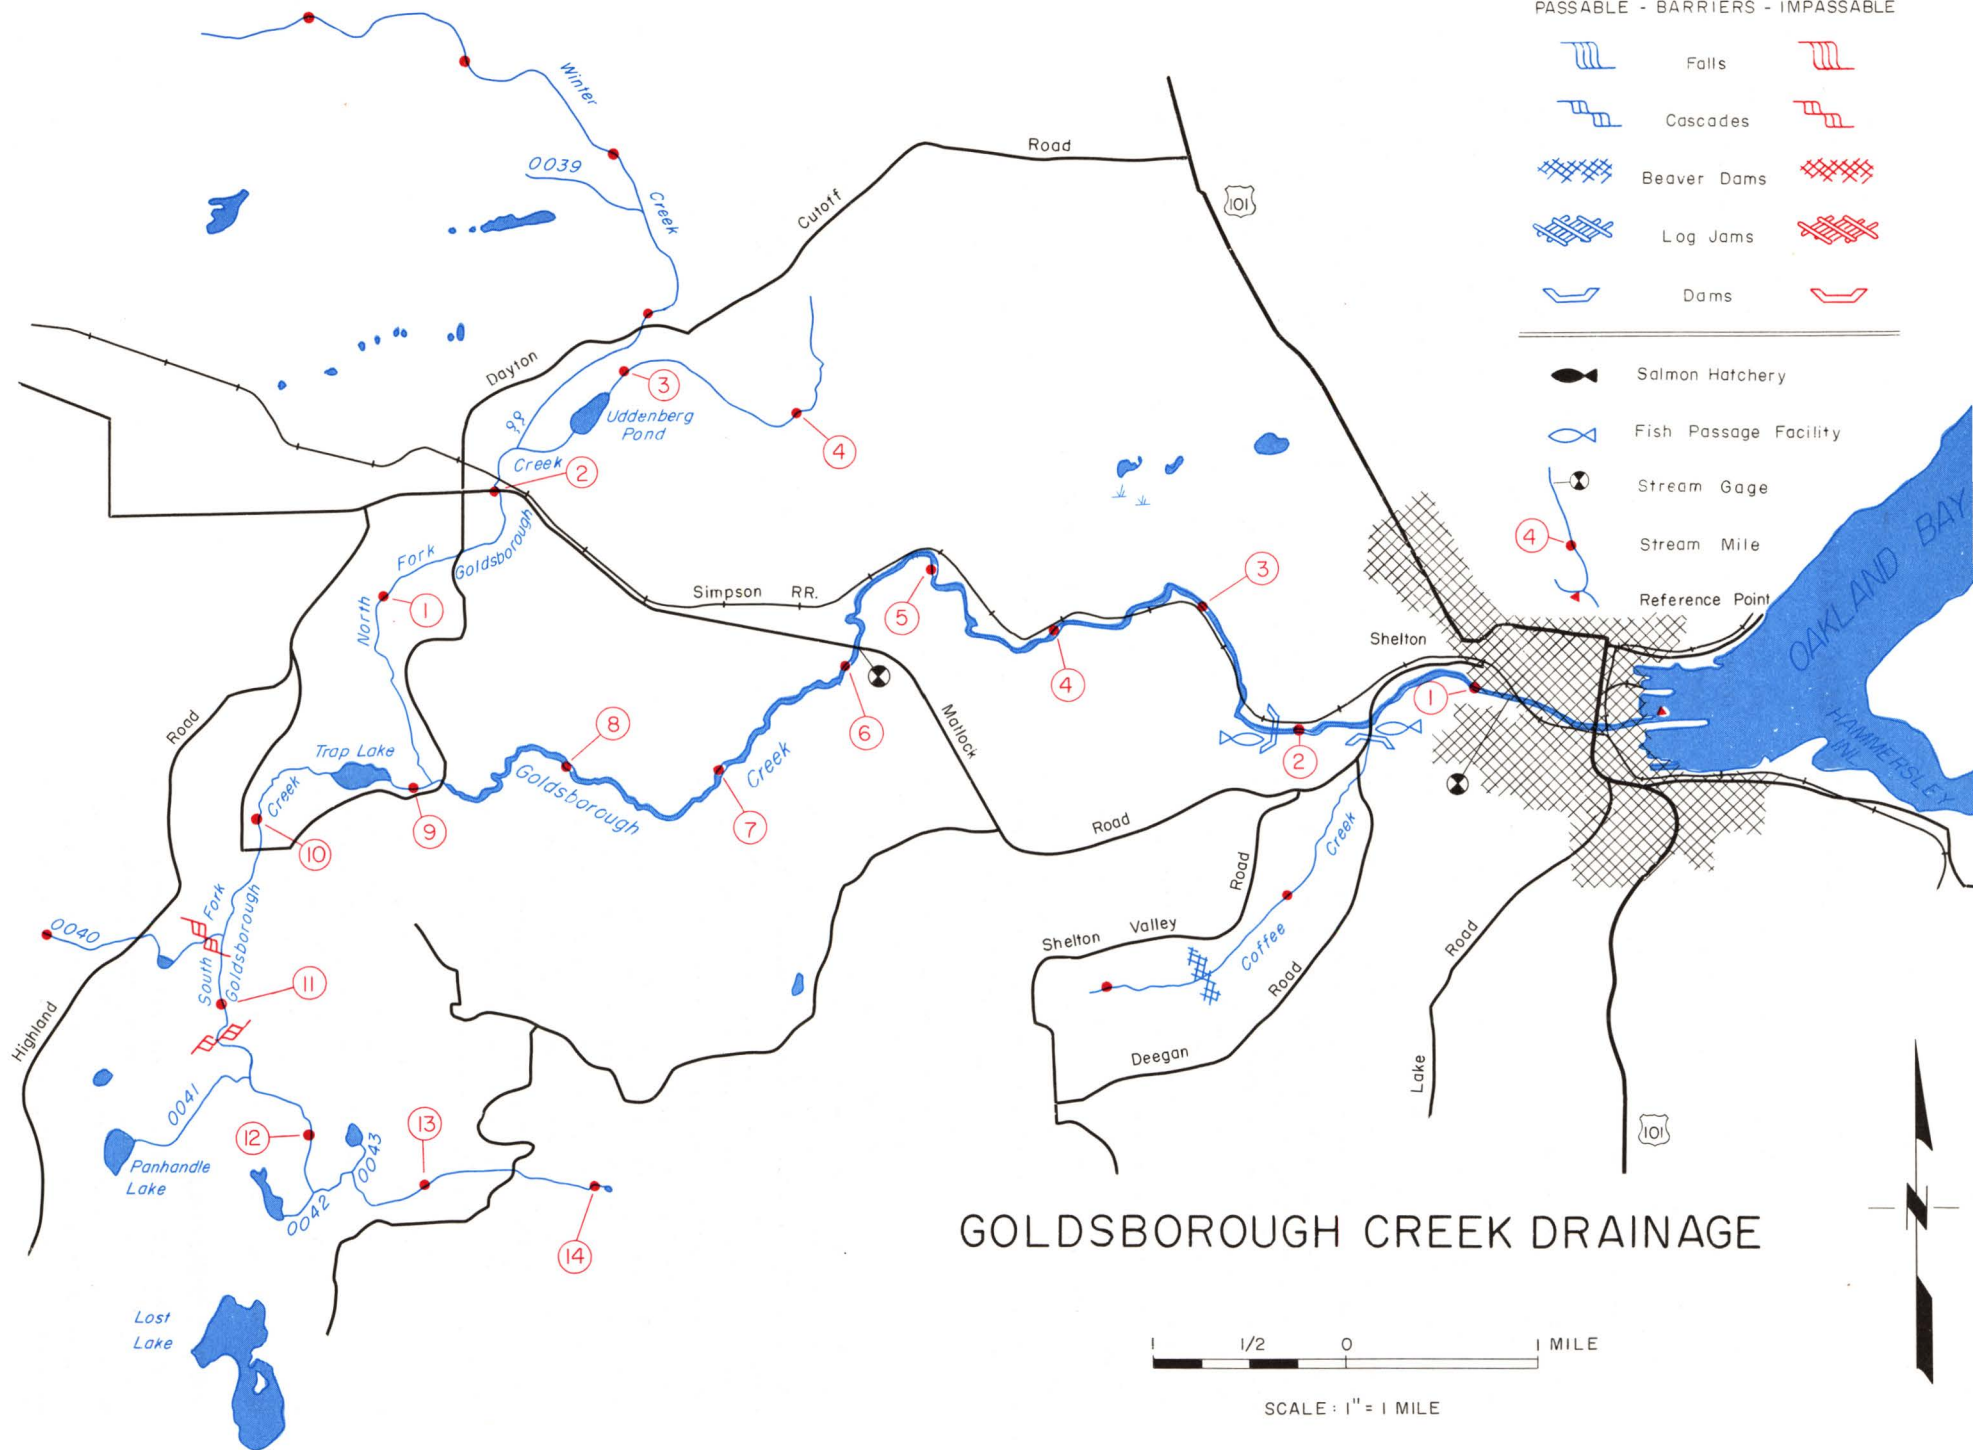 PASSABLE - BARRIERS - IMPASSABLE
Falls
Cascades
Beaver Dams
Log Jams
Dams
Salmon Hatchery
Fish Passage Facility
Stream Gage
4
Stream Mile
Reference Point
Winter
Creek
0039
Road
Cutoff
Dayton
101
3
Uddenberg
Pond
4
Creek
2
Goldsborough
Fork
North
1
Simpson RR.
5
3
4
Shelton
OAKLAND BAY
HAMMERSLEY
INL.
1
2
6
Matlock
Road
Trap Lake
8
Goldsborough
Creek
7
9
Creek
10
Road
Highland
0040
South Fork
Goldsborough
11
0041
12
13
0043
0042
14
Panhandle
Lake
Lost
Lake
Road
Creek
Coffee
Shelton Valley
Road
Deegan
Road
Lake
101
GOLDSBOROUGH CREEK DRAINAGE
1 1/2 0 1 MILE
SCALE: 1" = 1 MILE
N